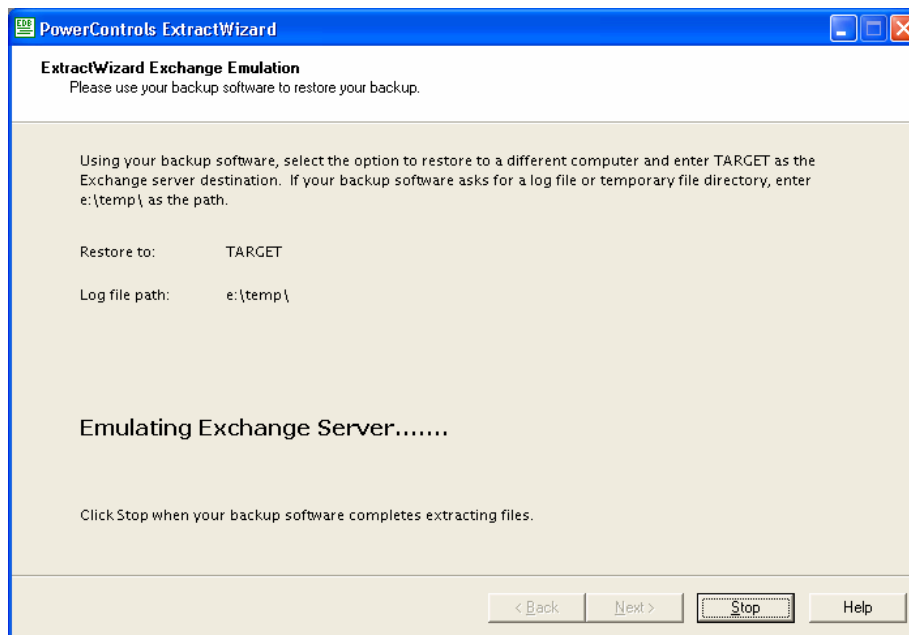 EDB PowerControls ExtractWizard
ExtractWizard Exchange Emulation
Please use your backup software to restore your backup.
Using your backup software, select the option to restore to a different computer and enter TARGET as the
Exchange server destination.  If your backup software asks for a log file or temporary file directory, enter
e:\temp\ as the path.
Restore to: TARGET
Log file path: e:\temp\
Emulating Exchange Server.......
Click Stop when your backup software completes extracting files.
< Back Next > Stop Help